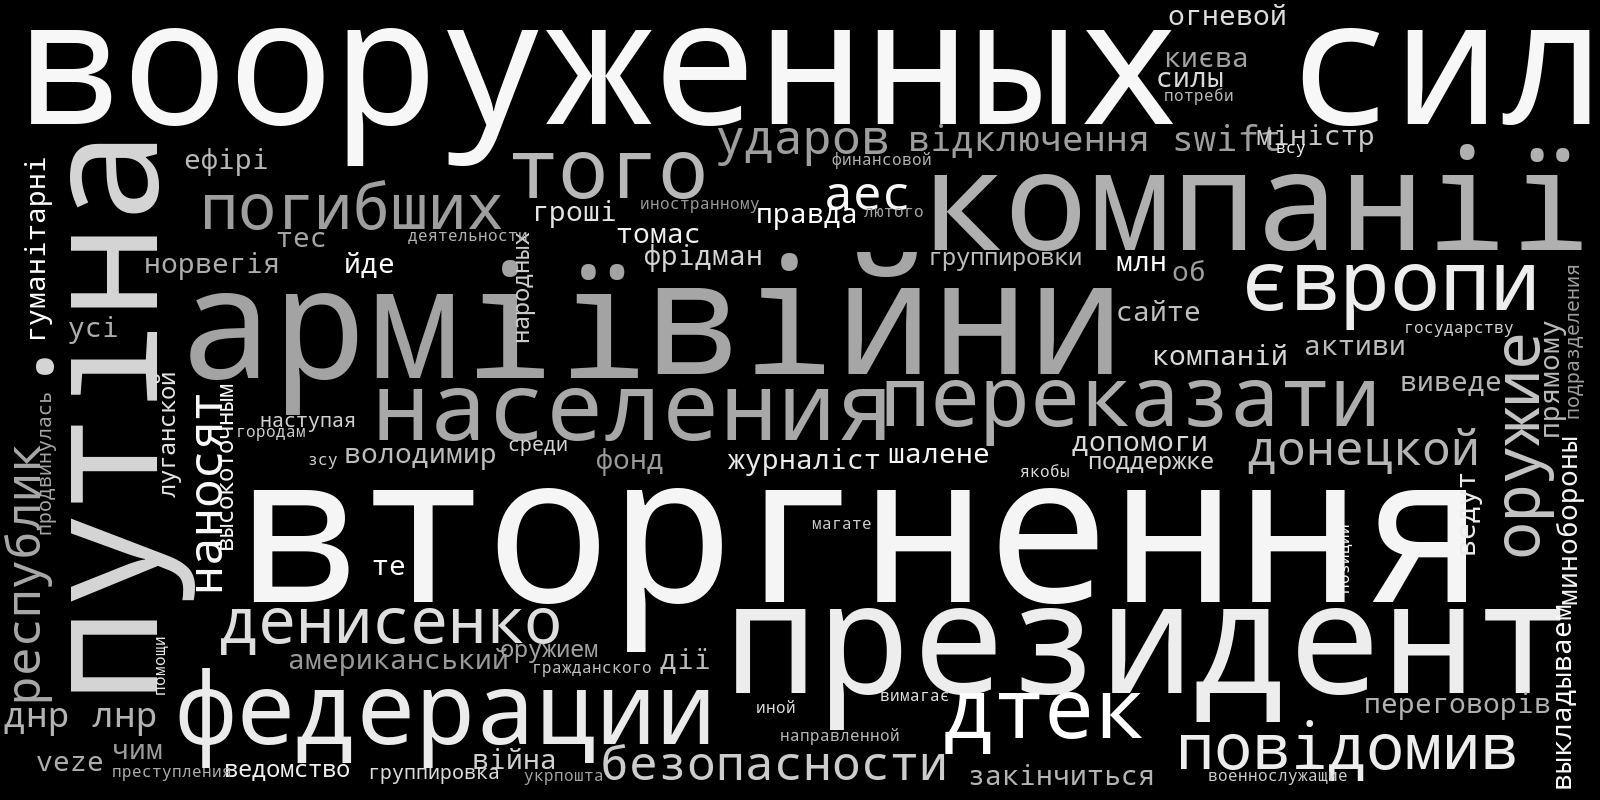 огневой
вооруженных сил
києва
силы
потреби
ударов
відключення swift
міністр
всу
того
финансовой
ефірі
гуманітарні
путіна
погибших
гроші
иностранному
правда
аес
лютого
компанії
тес
деятельности
томас
норвегія
йде
фрідман
группировки
млн
об
європи
армії
війни
народных
усі
сайте
государству
подразделения
компаній
активи
прямому
оружие
•
луганской
населения
переказати
виведе
наносят
высокоточным
наступая
городам
продвинулась
республик
зсу
володимир
среди
фонд
журналіст
шалене
допомоги
поддержке
якобы
донецкой
ведут
минобороны
вторгнення
магате
позиции
те
денисенко
президент
выкладываем
американський
оружием
гражданского
дії
помощи
днр лнр
федерации
иной
вимагає
дтек
переговорів
направленной
повідомив
veze
чим
преступления
ведомство
группировка
війна
укрпошта
безопасности
закінчиться
военнослужащие